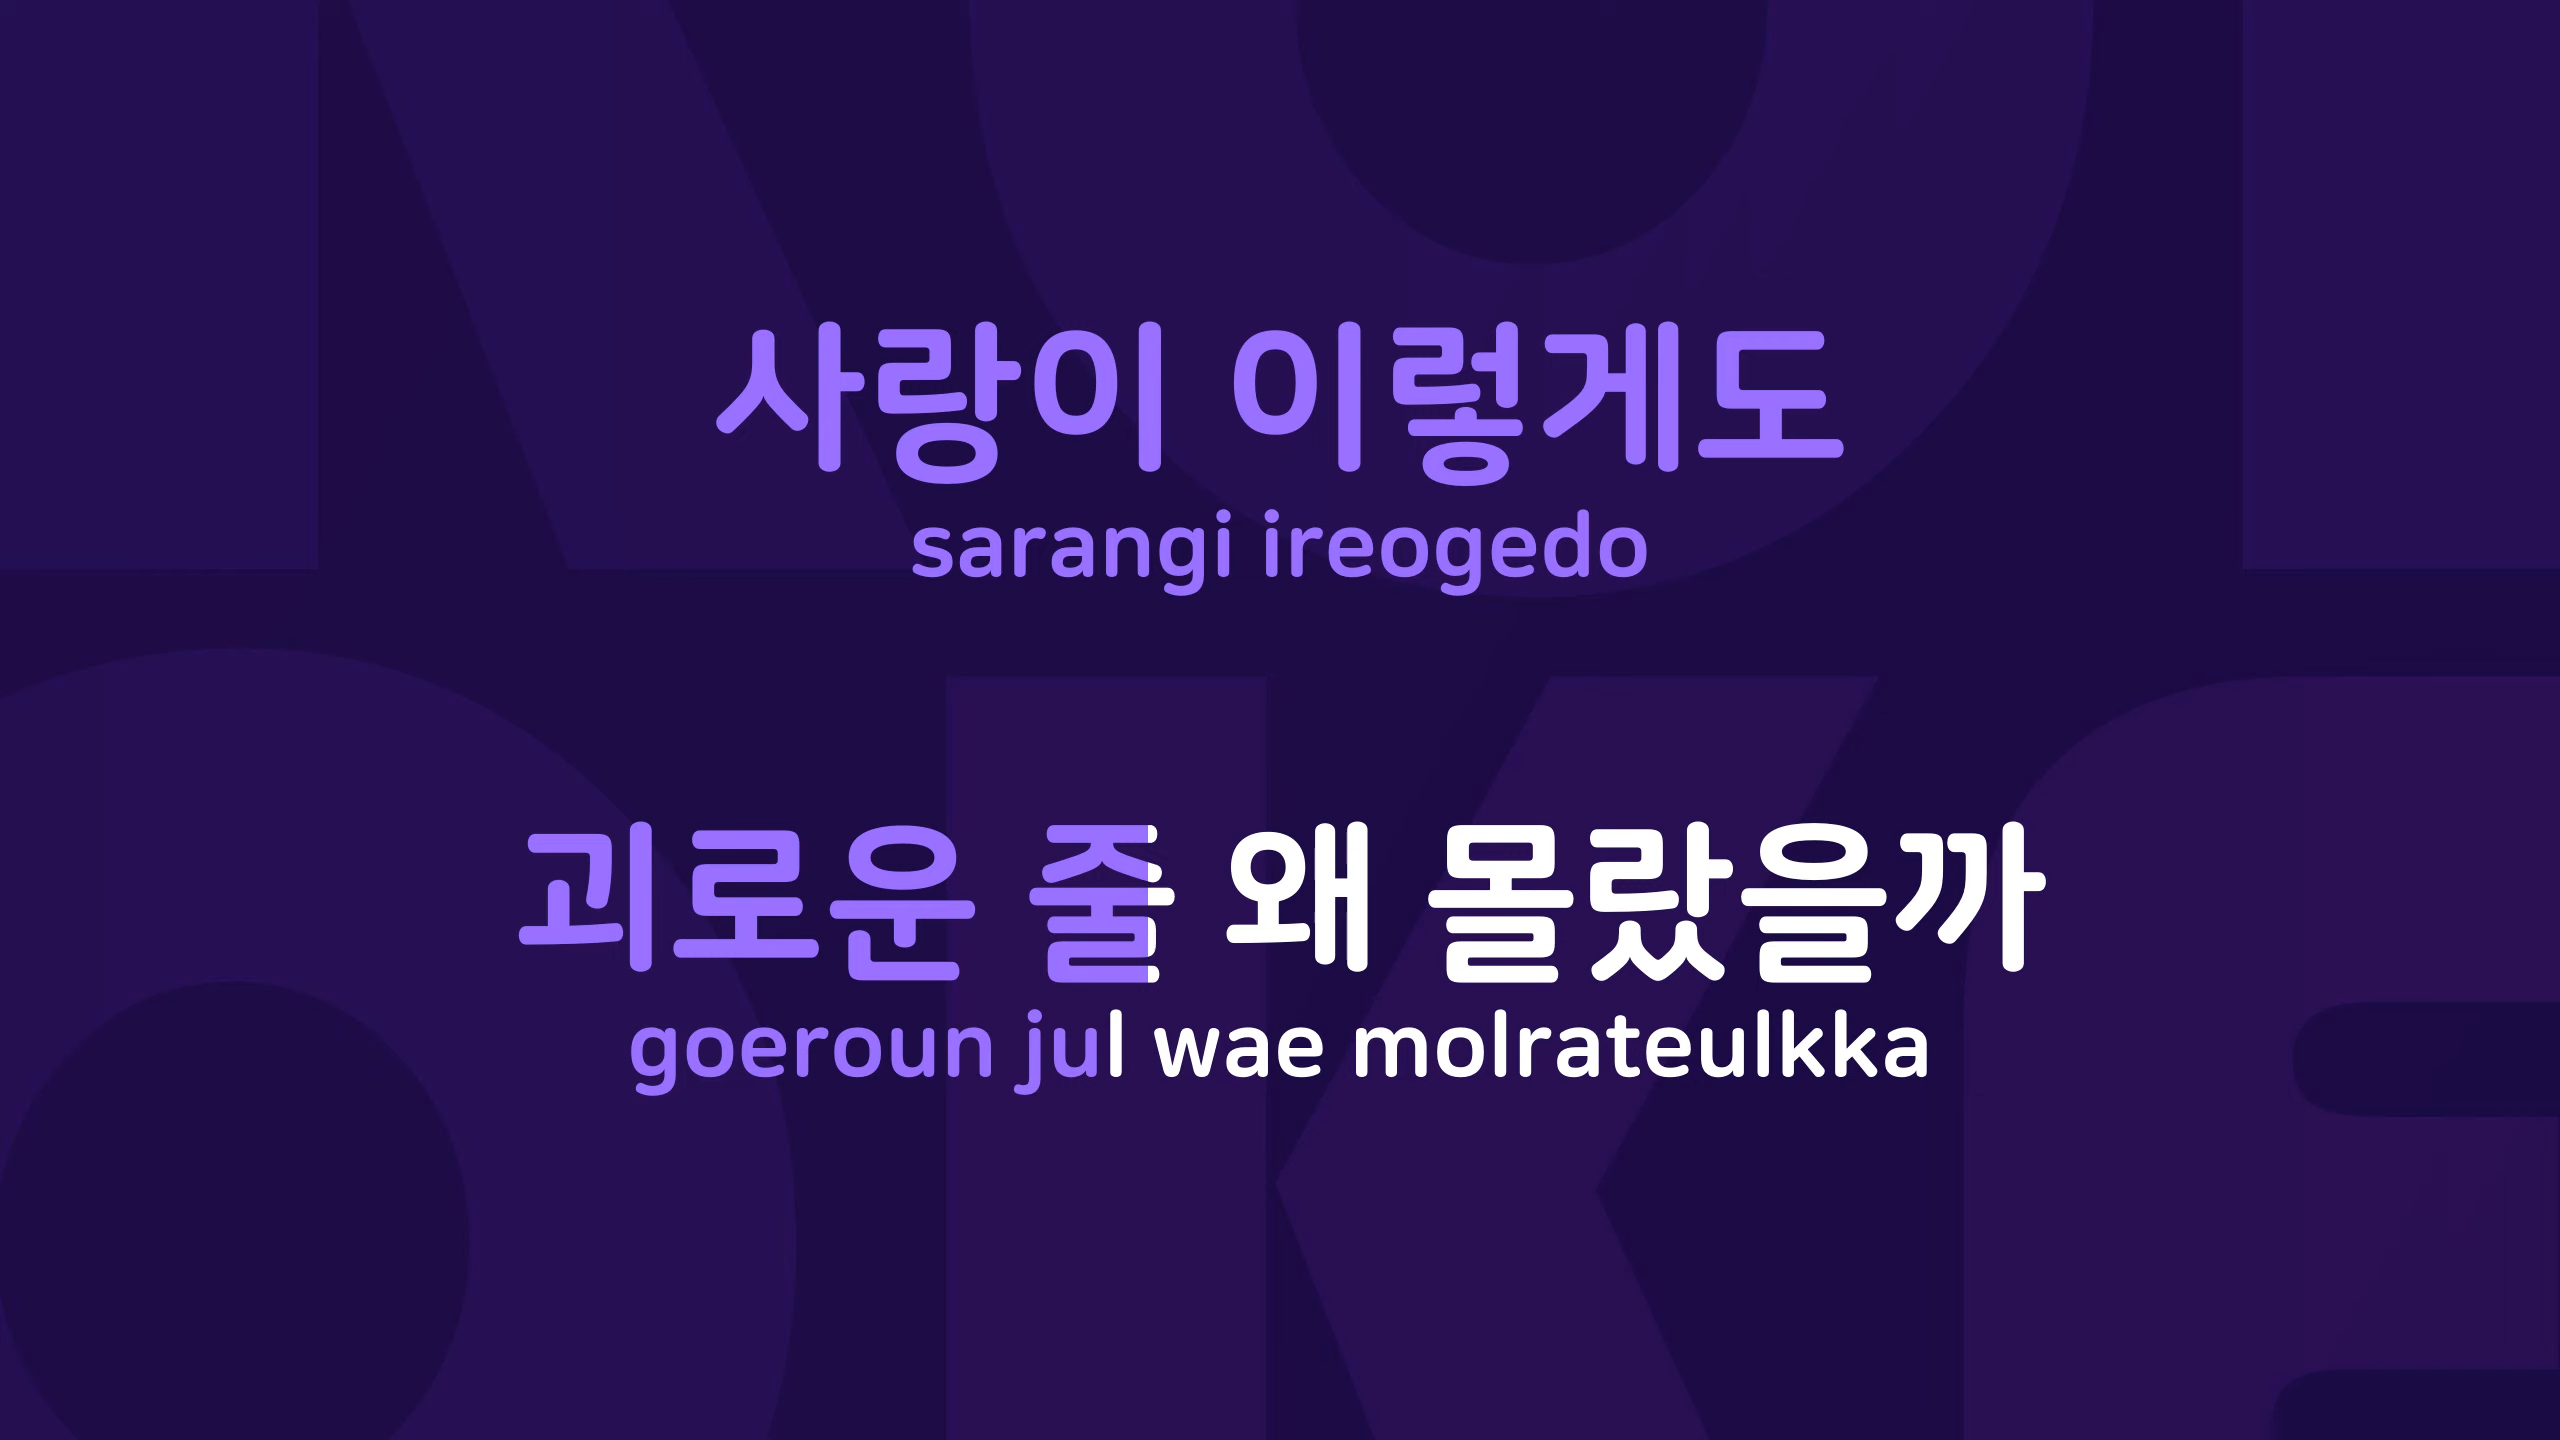 사랑이 이렇게도
sarangi ireogedo
괴로운 줄 왜 몰랐을까
goeroun jul wae molrateulkka